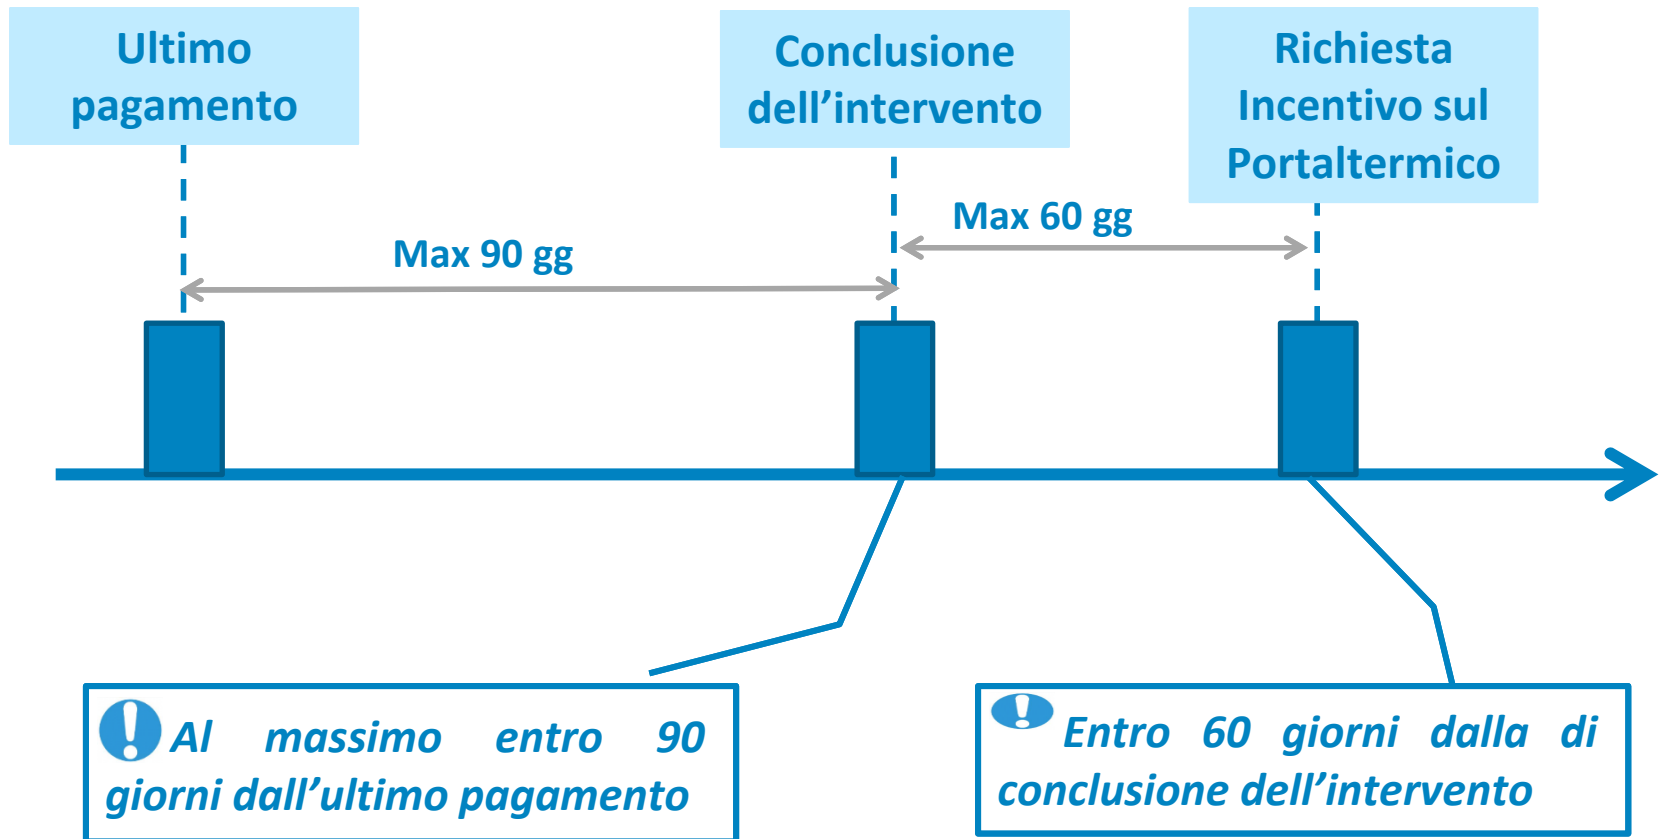 Ultimo
pagamento
Conclusione
dell’intervento
Richiesta
Incentivo sul
Portaltermico
Max 90 gg
Max 60 gg
Al massimo entro 90
giorni dall’ultimo pagamento
Entro 60 giorni dalla di
conclusione dell’intervento